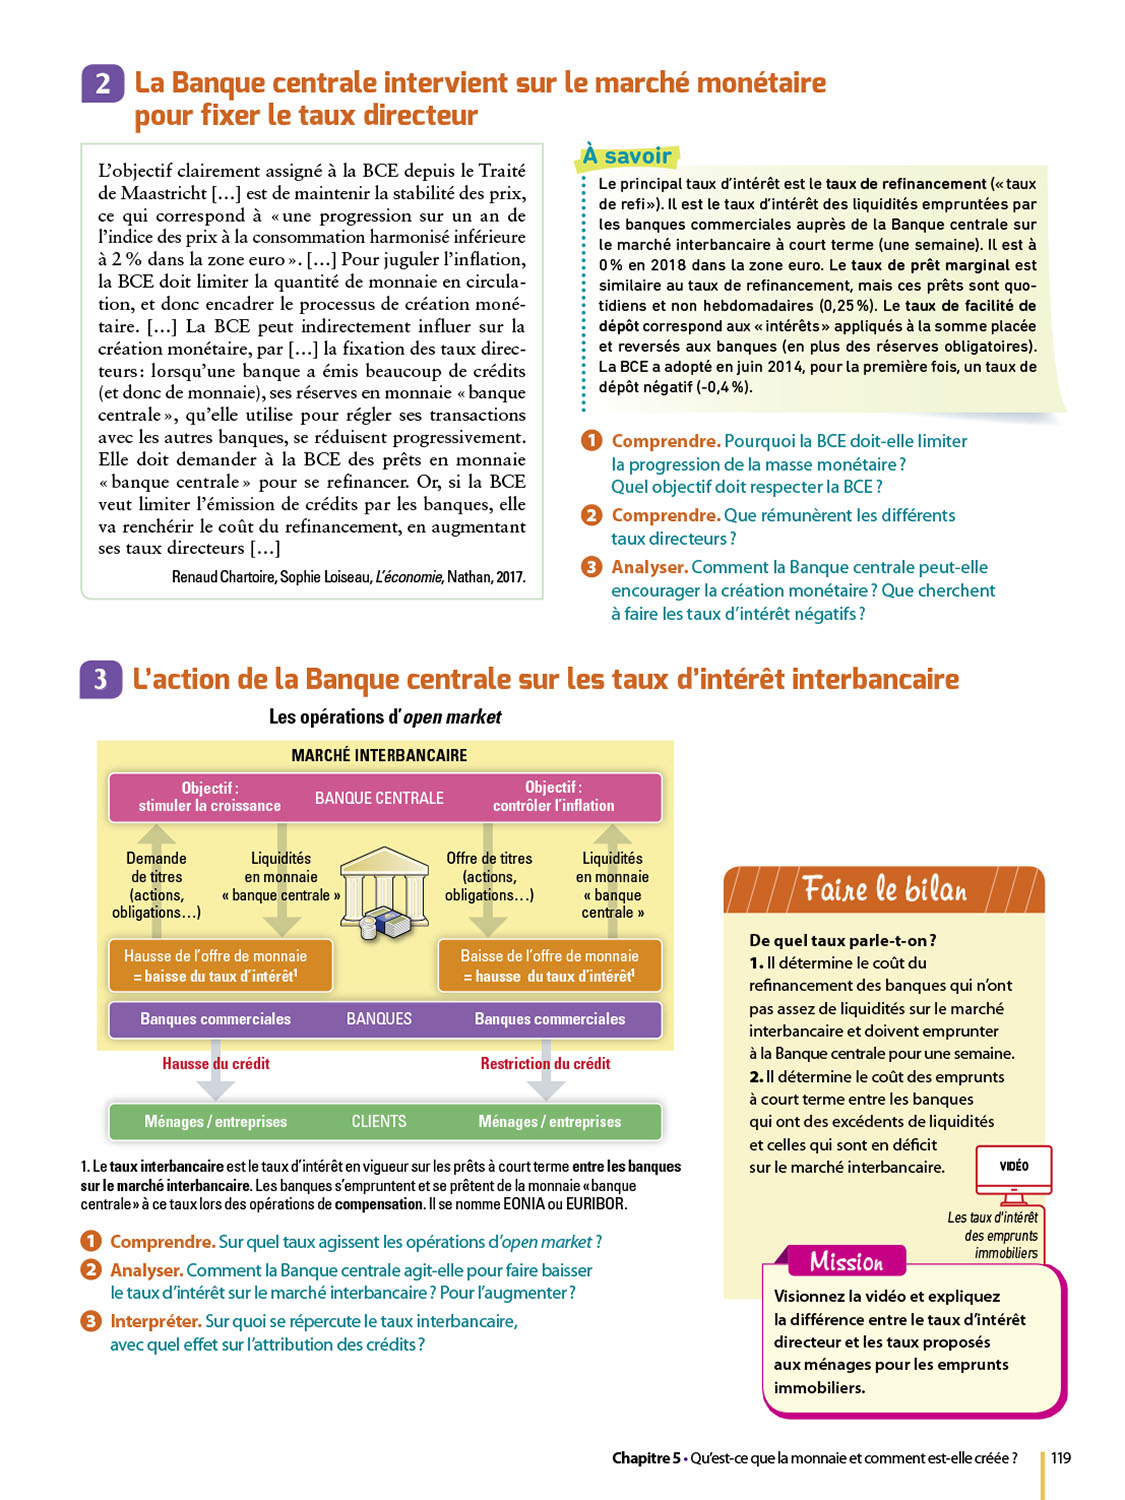 2 La Banque centrale intervient sur le marché monétaire
pour fixer le taux directeur
L'objectif clairement assigné à la BCE depuis le Traité
de Maastricht […] est de maintenir la stabilité des prix,
ce qui correspond à « une progression sur un an de
l'indice des prix à la consommation harmonisé inférieure
à 2 % dans la zone euro ». […] Pour juguler l'inflation,
la BCE doit limiter la quantité de monnaie en circula-
tion, et donc encadrer le processus de création moné-
taire. […] La BCE peut indirectement influer sur la
création monétaire, par […] la fixation des taux direc-
teurs : lorsqu'une banque a émis beaucoup de crédits
(et donc de monnaie), ses réserves en monnaie « banque
centrale », qu'elle utilise pour régler ses transactions
avec les autres banques, se réduisent progressivement.
Elle doit demander à la BCE des prêts en monnaie
« banque centrale » pour se refinancer. Or, si la BCE
veut limiter l'émission de crédits par les banques, elle
va renchérir le coût du refinancement, en augmentant
ses taux directeurs […]
Renaud Chartoire, Sophie Loiseau, L'économie, Nathan, 2017.
À savoir
Le principal taux d'intérêt est le taux de refinancement (« taux
de refi »). Il est le taux d'intérêt des liquidités empruntées par
les banques commerciales auprès de la Banque centrale sur
le marché interbancaire à court terme (une semaine). Il est à
0 % en 2018 dans la zone euro. Le taux de prêt marginal est
similaire au taux de refinancement, mais ces prêts sont quo-
tidiens et non hebdomadaires (0,25 %). Le taux de facilité de
dépôt correspond aux « intérêts » appliqués à la somme placée
et reversés aux banques (en plus des réserves obligatoires).
La BCE a adopté en juin 2014, pour la première fois, un taux de
dépôt négatif (-0,4 %).
1 Comprendre. Pourquoi la BCE doit-elle limiter
la progression de la masse monétaire ?
Quel objectif doit respecter la BCE ?
2 Comprendre. Que rémunèrent les différents
taux directeurs ?
3 Analyser. Comment la Banque centrale peut-elle
encourager la création monétaire ? Que cherchent
à faire les taux d'intérêt négatifs ?
3 L'action de la Banque centrale sur les taux d'intérêt interbancaire
Les opérations d'open market
MARCHÉ INTERBANCAIRE
Objectif :
stimuler la croissance
BANQUE CENTRALE
Objectif :
contrôler l'inflation
Demande
de titres
(actions,
obligations…)
Liquidités
en monnaie
« banque centrale »
Offre de titres
(actions,
obligations…)
Liquidités
en monnaie
« banque
centrale »
Hausse de l'offre de monnaie
= baisse du taux d'intérêt¹
Baisse de l'offre de monnaie
= hausse du taux d'intérêt¹
Banques commerciales BANQUES Banques commerciales
Hausse du crédit
Restriction du crédit
Ménages / entreprises CLIENTS Ménages / entreprises
1. Le taux interbancaire est le taux d'intérêt en vigueur sur les prêts à court terme entre les banques
sur le marché interbancaire. Les banques s'empruntent et se prêtent de la monnaie « banque
centrale » à ce taux lors des opérations de compensation. Il se nomme EONIA ou EURIBOR.
1 Comprendre. Sur quel taux agissent les opérations d'open market ?
2 Analyser. Comment la Banque centrale agit-elle pour faire baisser
le taux d'intérêt sur le marché interbancaire ? Pour l'augmenter ?
3 Interpréter. Sur quoi se répercute le taux interbancaire,
avec quel effet sur l'attribution des crédits ?
Faire le bilan
De quel taux parle-t-on ?
1. Il détermine le coût du
refinancement des banques qui n'ont
pas assez de liquidités sur le marché
interbancaire et doivent emprunter
à la Banque centrale pour une semaine.
2. Il détermine le coût des emprunts
à court terme entre les banques
qui ont des excédents de liquidités
et celles qui sont en déficit
sur le marché interbancaire.
VIDÉO
Les taux d'intérêt
des emprunts
immobiliers
Mission
Visionnez la vidéo et expliquez
la différence entre le taux d'intérêt
directeur et les taux proposés
aux ménages pour les emprunts
immobiliers.
Chapitre 5 • Qu'est-ce que la monnaie et comment est-elle créée ? 119